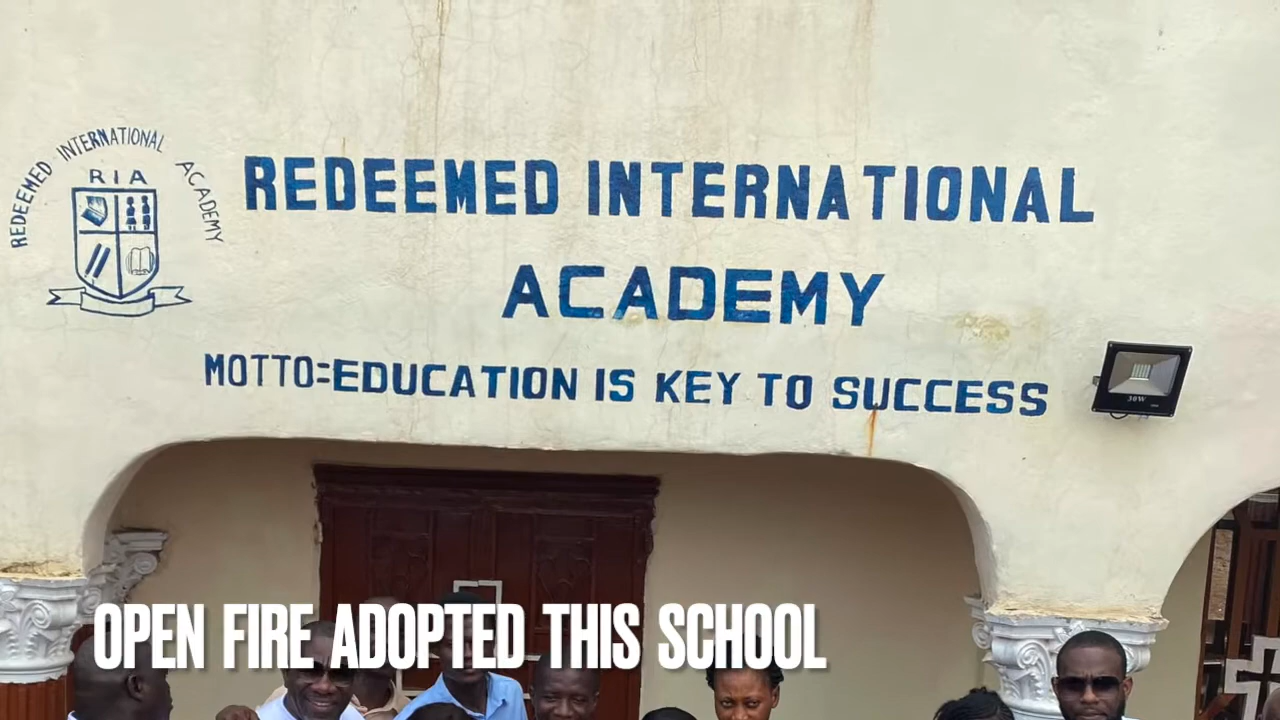 REDEEMED INTERNATIONAL ACADEMY
RIA
REDEEMED INTERNATIONAL
ACADEMY
MOTTO=EDUCATION IS KEY TO SUCCESS
30W
OPEN FIRE ADOPTED THIS SCHOOL